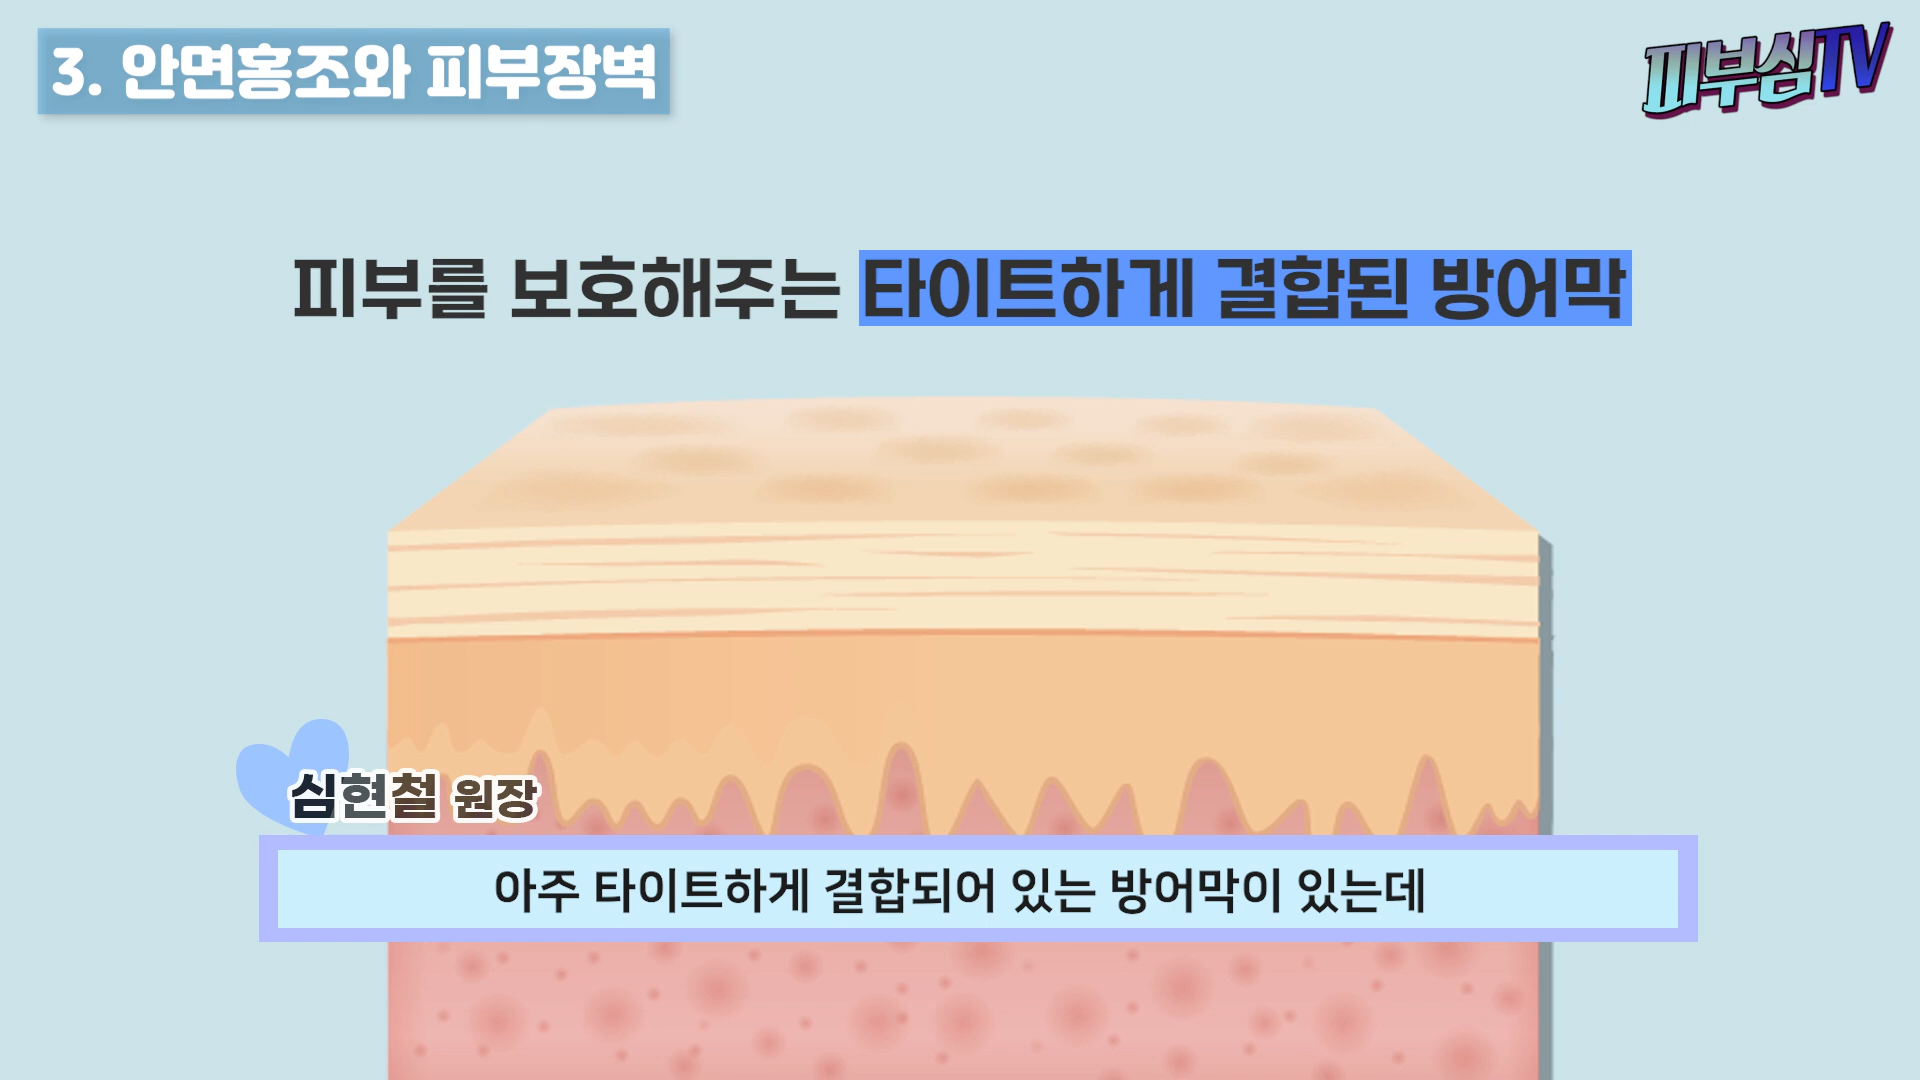 3. 안면홍조와 피부장벽
피부심TV
피부를 보호해주는 타이트하게 결합된 방어막
심현철 원장
아주 타이트하게 결합되어 있는 방어막이 있는데